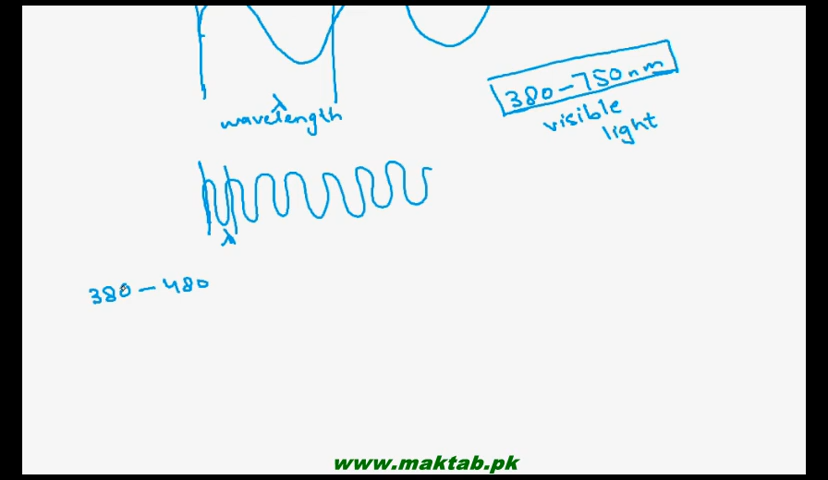 380-750nm
λ
wavelength
visible
light
λ
380-480
www.maktab.pk